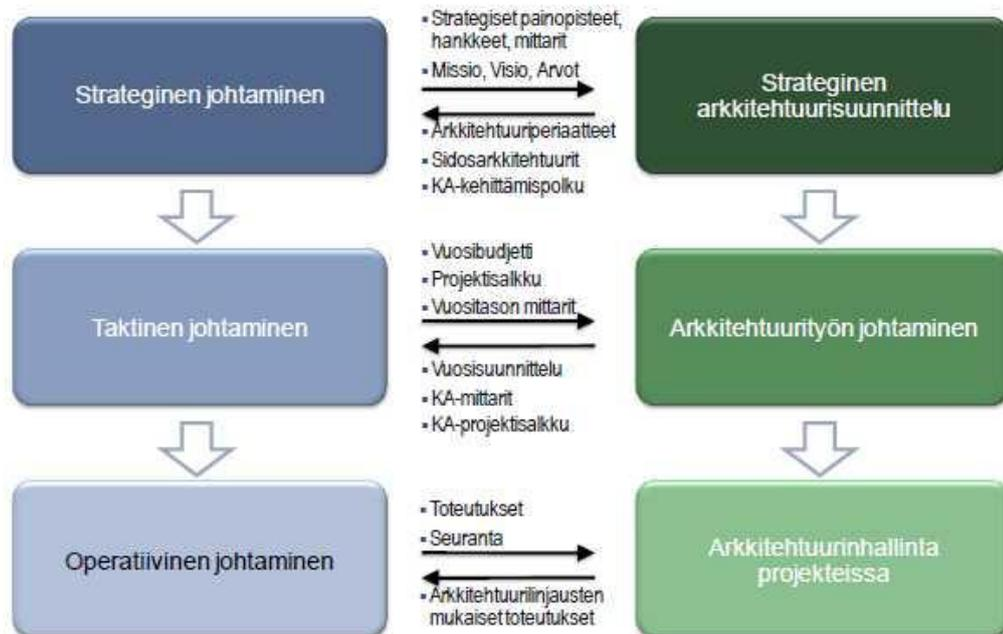 Strateginen johtaminen
▪ Strategiset painopisteet,
hankkeet, mittarit
▪ Missio, Visio, Arvot
▪ Arkkitehtuuriperiaatteet
▪ Sidosarkkitehtuurit
▪ KA-kehittämispolku
Strateginen
arkkitehtuurisuunnittelu
Taktinen johtaminen
▪ Vuosibudjetti
▪ Projektisalkku
▪ Vuositason mittarit
▪ Vuosisuunnittelu
▪ KA-mittarit
▪ KA-projektisalkku
Arkkitehtuurityön johtaminen
Operatiivinen johtaminen
▪ Toteutukset
▪ Seuranta
▪ Arkkitehtuurilinjausten
mukaiset toteutukset
Arkkitehtuurinhallinta
projekteissa